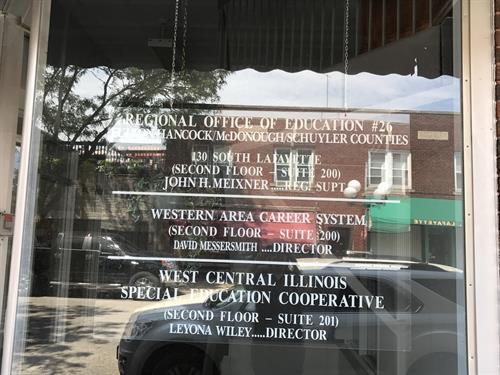 REGIONAL OFFICE OF EDUCATION #26
FULTON/HANCOCK/McDONOUGH/SCHUYLER COUNTIES
130 SOUTH LAFAYETTE
(SECOND FLOOR – SUITE 200)
JOHN H. MEIXNER.....REG. SUPT.
WESTERN AREA CAREER SYSTEM
(SECOND FLOOR – SUITE 200)
DAVID MESSERSMITH ....DIRECTOR
WEST CENTRAL ILLINOIS
SPECIAL EDUCATION COOPERATIVE
(SECOND FLOOR – SUITE 201)
LEYONA WILEY.....DIRECTOR
LAFAYETTE